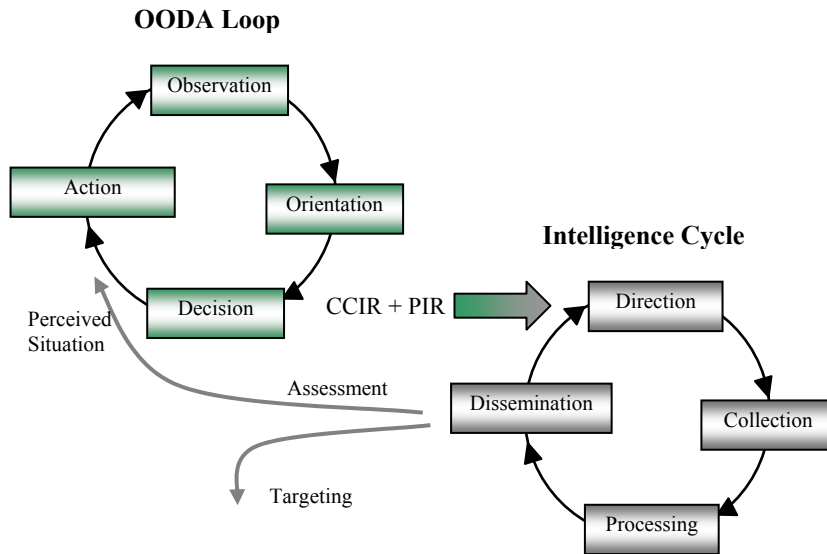 OODA Loop
Observation
Action
Orientation
Decision
Perceived
Situation
Intelligence Cycle
CCIR + PIR
Direction
Assessment
Dissemination
Collection
Targeting
Processing